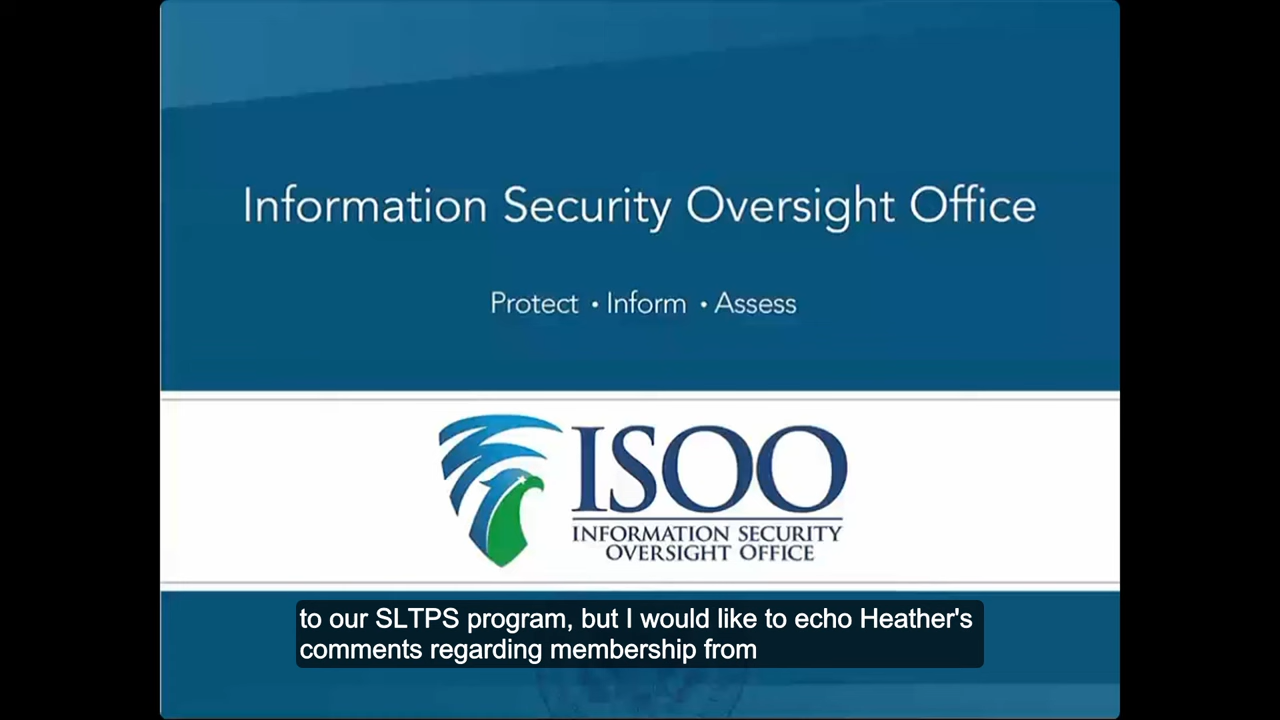 Information Security Oversight Office
Protect • Inform • Assess
ISOO
INFORMATION SECURITY
OVERSIGHT OFFICE
to our SLTPS program, but I would like to echo Heather's
comments regarding membership from